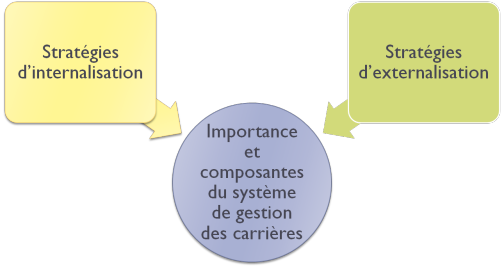 Stratégies
d'internalisation
Stratégies
d'externalisation
Importance
et
composantes
du système
de gestion
des carrières